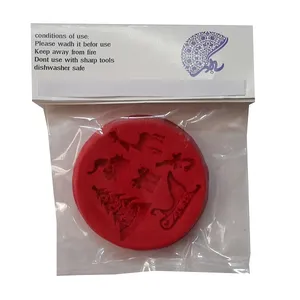 conditions of use:
Please wadh it befor use
Keep away from fire
Dont use with sharp tools
dishwasher safe